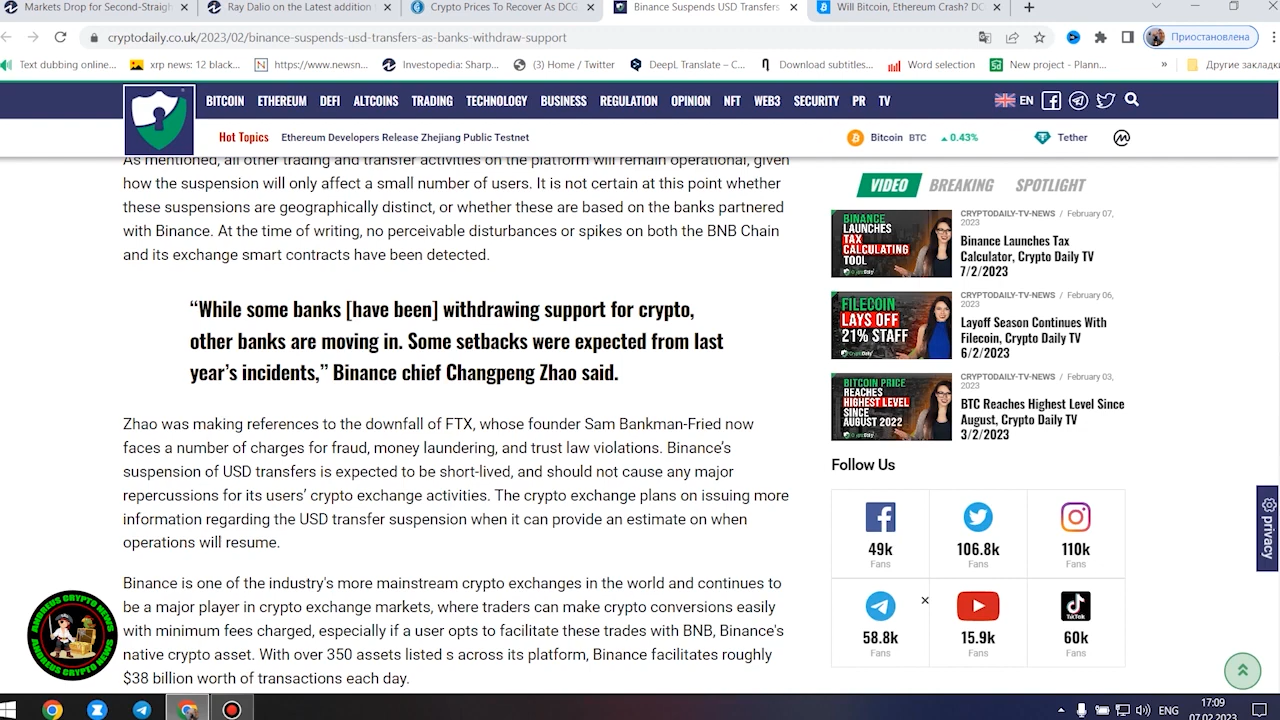 Markets Drop for Second-Straigh
Ray Dalio on the Latest addition t
Crypto Prices To Recover As DCG
Binance Suspends USD Transfers
Will Bitcoin, Ethereum Crash? DC
cryptodaily.co.uk/2023/02/binance-suspends-usd-transfers-as-banks-withdraw-support
Приостановлена
Text dubbing online...
xrp news: 12 black...
https://www.newsn...
Investopedia: Sharp...
(3) Home / Twitter
DeepL Translate – C...
Download subtitles...
Word selection
New project - Plann...
»
Другие закладки
BITCOIN ETHEREUM DEFI ALTCOINS TRADING TECHNOLOGY BUSINESS REGULATION OPINION NFT WEB3 SECURITY PR TV
EN
Hot Topics Ethereum Developers Release Zhejiang Public Testnet
Bitcoin BTC ▲0.43%
Tether
As mentioned, all other trading and transfer activities on the platform will remain operational, given
how the suspension will only affect a small number of users. It is not certain at this point whether
these suspensions are geographically distinct, or whether these are based on the banks partnered
with Binance. At the time of writing, no perceivable disturbances or spikes on both the BNB Chain
and its exchange smart contracts have been detected.
“While some banks [have been] withdrawing support for crypto,
other banks are moving in. Some setbacks were expected from last
year’s incidents,” Binance chief Changpeng Zhao said.
Zhao was making references to the downfall of FTX, whose founder Sam Bankman-Fried now
faces a number of charges for fraud, money laundering, and trust law violations. Binance’s
suspension of USD transfers is expected to be short-lived, and should not cause any major
repercussions for its users’ crypto exchange activities. The crypto exchange plans on issuing more
information regarding the USD transfer suspension when it can provide an estimate on when
operations will resume.
Binance is one of the industry's more mainstream crypto exchanges in the world and continues to
be a major player in crypto exchange markets, where traders can make crypto conversions easily
with minimum fees charged, especially if a user opts to facilitate these trades with BNB, Binance's
native crypto asset. With over 350 assets listed s across its platform, Binance facilitates roughly
$38 billion worth of transactions each day.
VIDEO BREAKING SPOTLIGHT
BINANCE
LAUNCHES
TAX
CALCULATING
TOOL
CRYPTODAILY-TV-NEWS / February 07,
2023
Binance Launches Tax
Calculator, Crypto Daily TV
7/2/2023
FILECOIN
LAYS OFF
21% STAFF
CRYPTODAILY-TV-NEWS / February 06,
2023
Layoff Season Continues With
Filecoin, Crypto Daily TV
6/2/2023
BITCOIN PRICE
REACHES
HIGHEST LEVEL
SINCE
AUGUST 2022
CRYPTODAILY-TV-NEWS / February 03,
2023
BTC Reaches Highest Level Since
August, Crypto Daily TV
3/2/2023
Follow Us
49k
Fans
106.8k
Fans
110k
Fans
58.8k
Fans
15.9k
Fans
TikTok
60k
Fans
privacy
ANDREUS CRYPTO NEWS
ANDREUS CRYPTO NEWS
ENG
17:09
07.02.2023